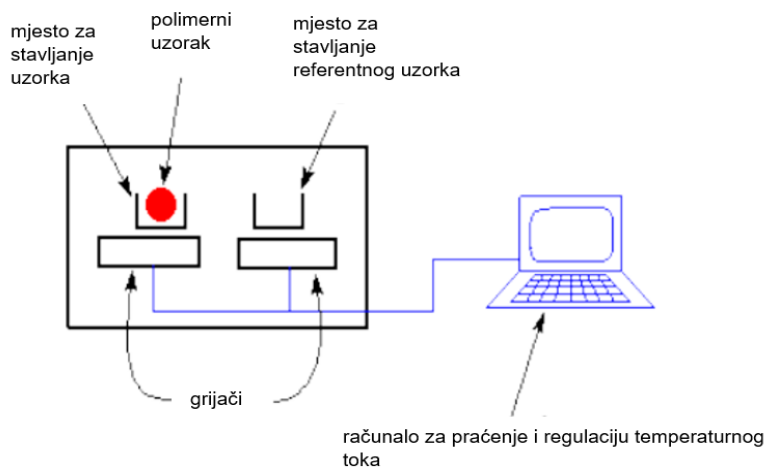 mjesto za
stavljanje
uzorka
polimerni
uzorak
mjesto za
stavljanje
referentnog uzorka
grijači
računalo za praćenje i regulaciju temperaturnog
toka